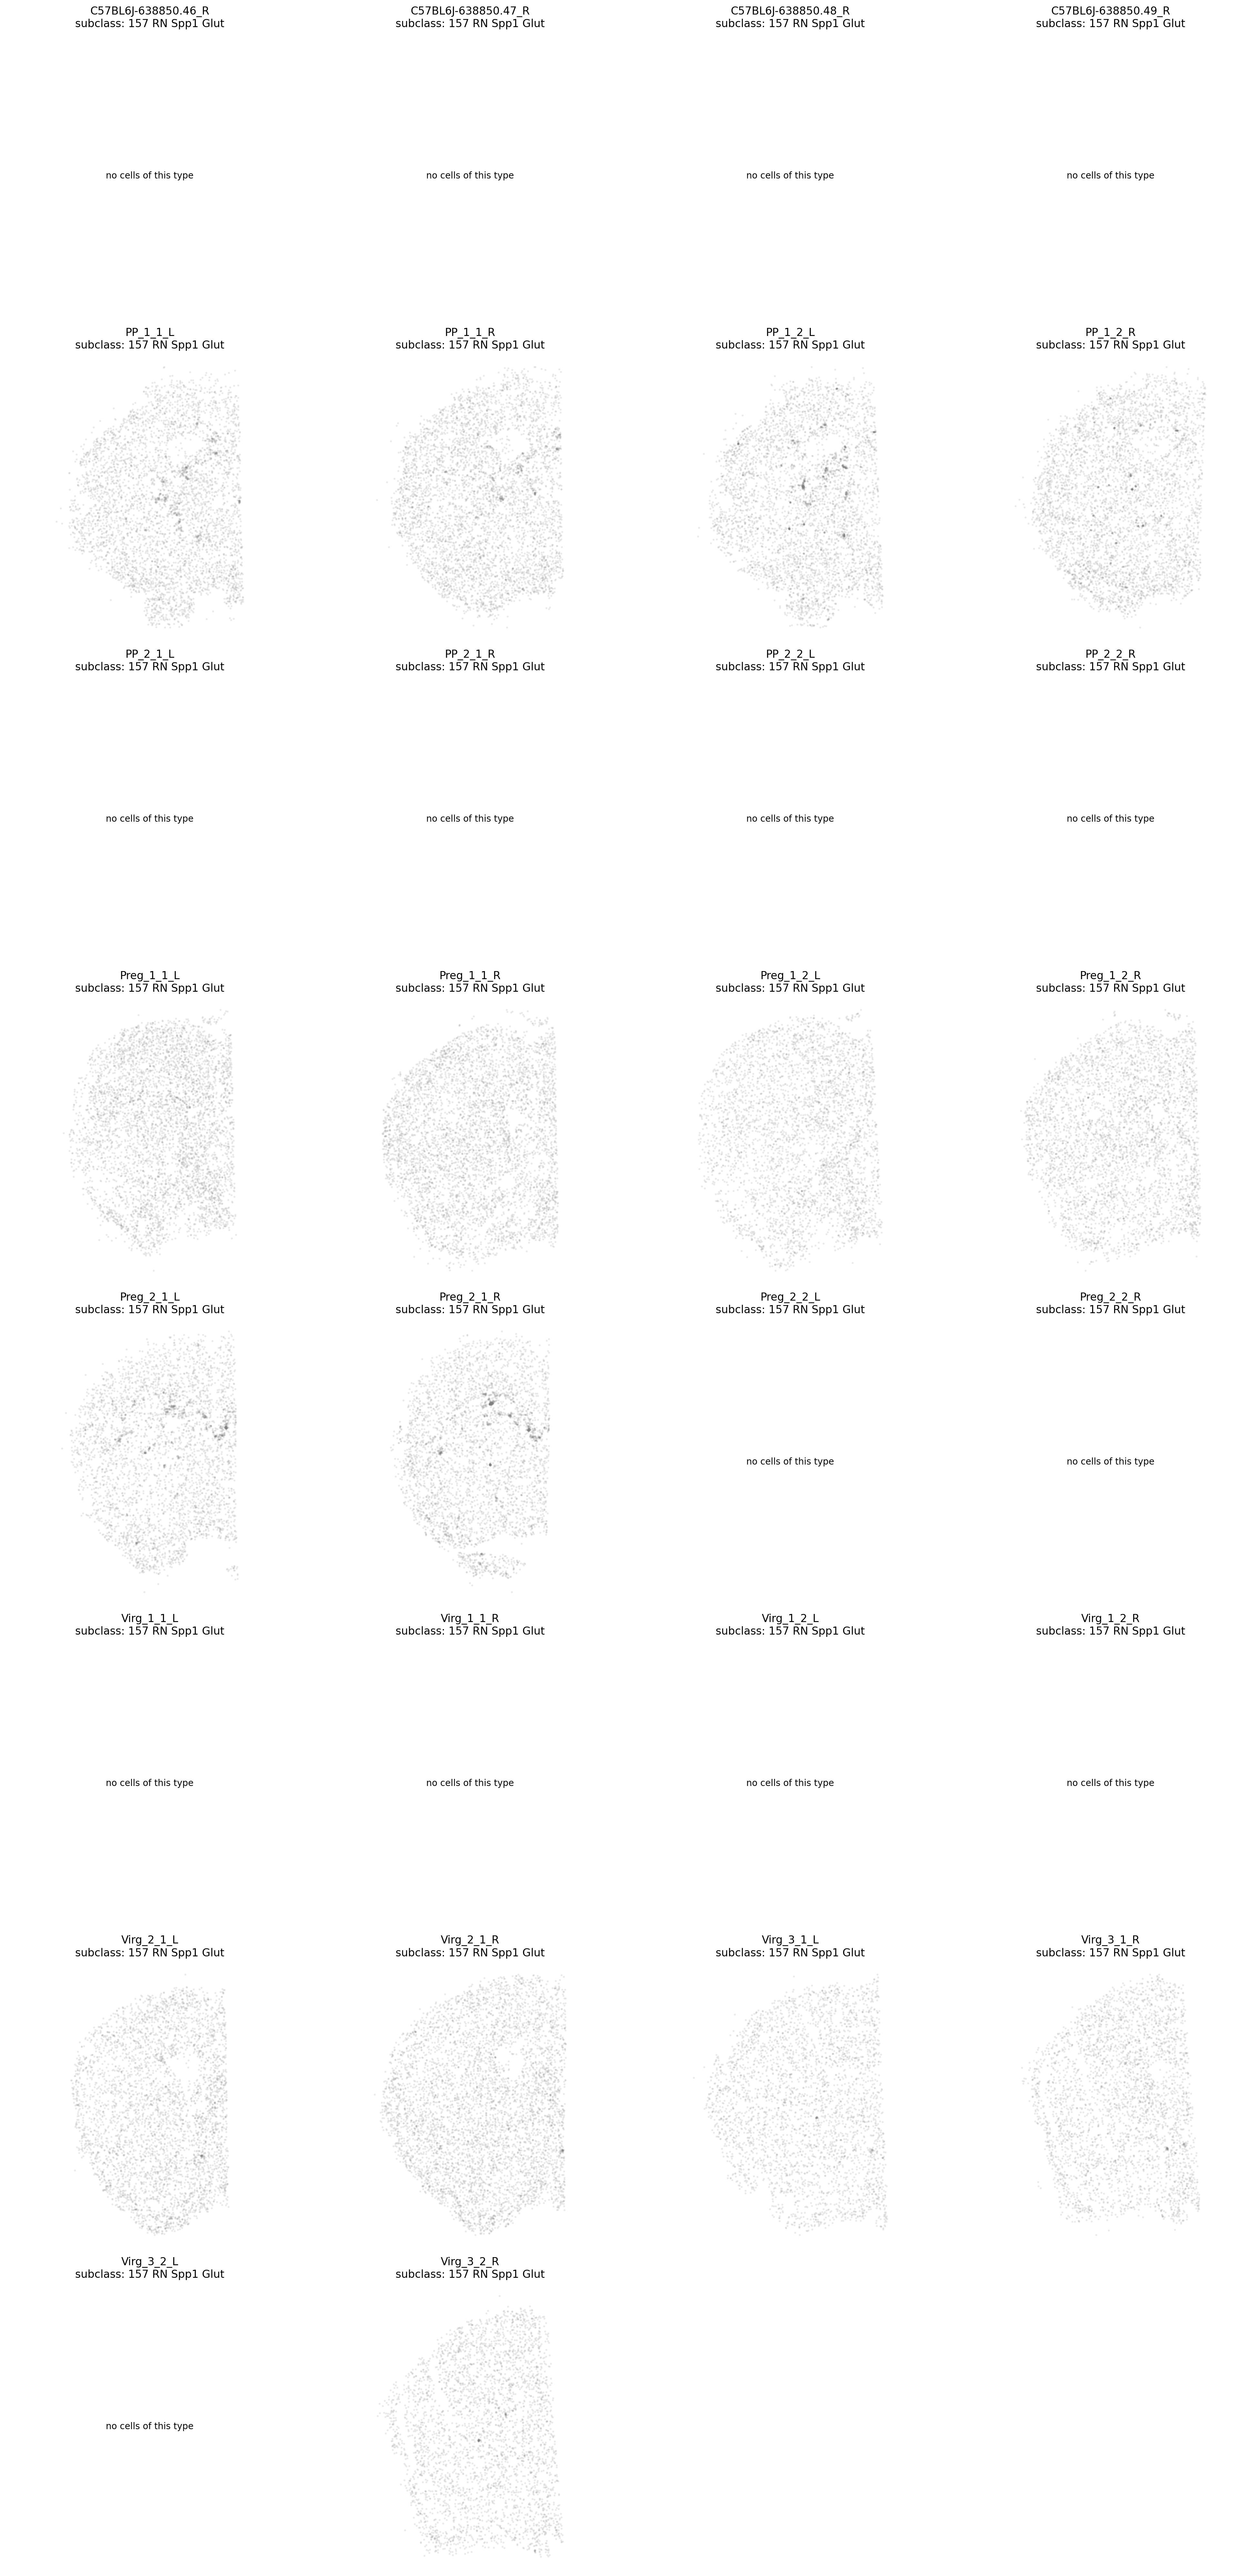 C57BL6J-638850.46_R
subclass: 157 RN Spp1 Glut
C57BL6J-638850.47_R
subclass: 157 RN Spp1 Glut
C57BL6J-638850.48_R
subclass: 157 RN Spp1 Glut
C57BL6J-638850.49_R
subclass: 157 RN Spp1 Glut
no cells of this type
no cells of this type
no cells of this type
no cells of this type
PP_1_1_L
subclass: 157 RN Spp1 Glut
PP_1_1_R
subclass: 157 RN Spp1 Glut
PP_1_2_L
subclass: 157 RN Spp1 Glut
PP_1_2_R
subclass: 157 RN Spp1 Glut
PP_2_1_L
subclass: 157 RN Spp1 Glut
PP_2_1_R
subclass: 157 RN Spp1 Glut
PP_2_2_L
subclass: 157 RN Spp1 Glut
PP_2_2_R
subclass: 157 RN Spp1 Glut
no cells of this type
no cells of this type
no cells of this type
no cells of this type
Preg_1_1_L
subclass: 157 RN Spp1 Glut
Preg_1_1_R
subclass: 157 RN Spp1 Glut
Preg_1_2_L
subclass: 157 RN Spp1 Glut
Preg_1_2_R
subclass: 157 RN Spp1 Glut
Preg_2_1_L
subclass: 157 RN Spp1 Glut
Preg_2_1_R
subclass: 157 RN Spp1 Glut
Preg_2_2_L
subclass: 157 RN Spp1 Glut
Preg_2_2_R
subclass: 157 RN Spp1 Glut
no cells of this type
no cells of this type
Virg_1_1_L
subclass: 157 RN Spp1 Glut
Virg_1_1_R
subclass: 157 RN Spp1 Glut
Virg_1_2_L
subclass: 157 RN Spp1 Glut
Virg_1_2_R
subclass: 157 RN Spp1 Glut
no cells of this type
no cells of this type
no cells of this type
no cells of this type
Virg_2_1_L
subclass: 157 RN Spp1 Glut
Virg_2_1_R
subclass: 157 RN Spp1 Glut
Virg_3_1_L
subclass: 157 RN Spp1 Glut
Virg_3_1_R
subclass: 157 RN Spp1 Glut
Virg_3_2_L
subclass: 157 RN Spp1 Glut
Virg_3_2_R
subclass: 157 RN Spp1 Glut
no cells of this type